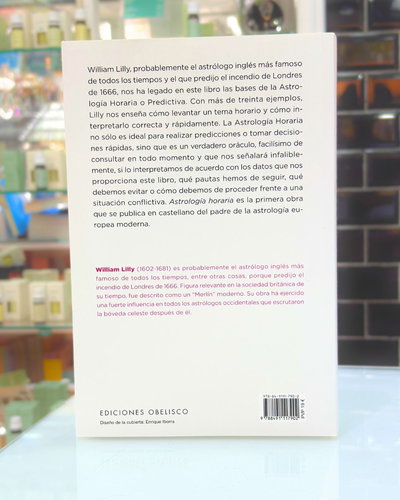 William Lilly, probablemente el astrólogo inglés más famoso
de todos los tiempos y el que predijo el incendio de Londres
de 1666, nos ha legado en este libro las bases de la Astro-
logía Horaria o Predictiva. Con más de treinta ejemplos,
Lilly nos enseña cómo levantar un tema horario y cómo in-
terpretarlo correcta y rápidamente. La Astrología Horaria
no sólo es ideal para realizar predicciones o tomar decisio-
nes rápidas, sino que es un verdadero oráculo, facilísimo de
consultar en todo momento y que nos señalará infalible-
mente, si lo interpretamos de acuerdo con los datos que nos
proporciona este libro, qué pautas hemos de seguir, qué
debemos evitar o cómo debemos de proceder frente a una
situación conflictiva. Astrología horaria es la primera obra
que se publica en castellano del padre de la astrología eu-
ropea moderna.
William Lilly (1602-1681) es probablemente el astrólogo inglés más
famoso de todos los tiempos, entre otras cosas, porque predijo el
incendio de Londres de 1666. Figura relevante en la sociedad británica de
su tiempo, fue descrito como un "Merlín" moderno. Su obra ha ejercido
una fuerte influencia en todos los astrólogos occidentales que escrutaron
la bóveda celeste después de él.
EDICIONES OBELISCO
Diseño de la cubierta: Enrique Iborra
978-84-9111-790-2
9 788491 117902